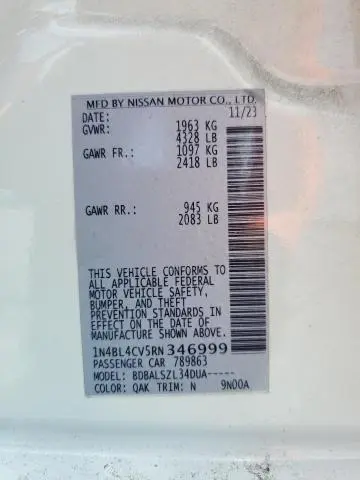 MFD BY NISSAN MOTOR CO., LTD.
DATE: 11/23
GVWR: 1963 KG
4328 LB
GAWR FR.: 1097 KG
2418 LB
GAWR RR.: 945 KG
2083 LB
THIS VEHICLE CONFORMS TO
ALL APPLICABLE FEDERAL
MOTOR VEHICLE SAFETY,
BUMPER, AND THEFT
PREVENTION STANDARDS IN
EFFECT ON THE DATE OF
MANUFACTURE SHOWN ABOVE.
1N4BL4CV5RN346999
PASSENGER CAR 789863
MODEL: BDBALSZL34DUA-----
COLOR: QAK TRIM: N 9N00A